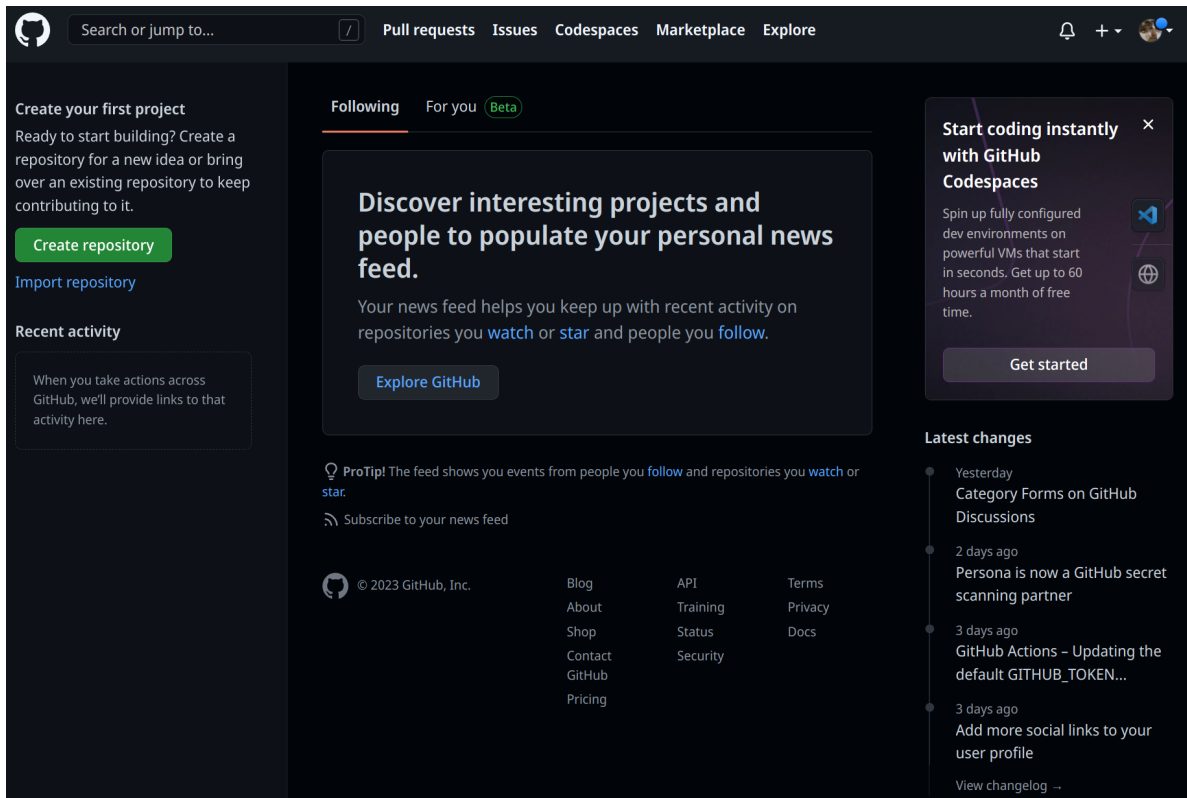 Search or jump to...
/
Pull requests
Issues
Codespaces
Marketplace
Explore
Create your first project
Ready to start building? Create a
repository for a new idea or bring
over an existing repository to keep
contributing to it.
Create repository
Import repository
Recent activity
When you take actions across
GitHub, we'll provide links to that
activity here.
Following
For you
Beta
Discover interesting projects and
people to populate your personal news
feed.
Your news feed helps you keep up with recent activity on
repositories you watch or star and people you follow.
Explore GitHub
ProTip! The feed shows you events from people you follow and repositories you watch or
star.
Subscribe to your news feed
© 2023 GitHub, Inc.
Blog
About
Shop
Contact
GitHub
Pricing
API
Training
Status
Security
Terms
Privacy
Docs
Start coding instantly
with GitHub
Codespaces
Spin up fully configured
dev environments on
powerful VMs that start
in seconds. Get up to 60
hours a month of free
time.
Get started
Latest changes
Yesterday
Category Forms on GitHub
Discussions
2 days ago
Persona is now a GitHub secret
scanning partner
3 days ago
GitHub Actions – Updating the
default GITHUB_TOKEN...
3 days ago
Add more social links to your
user profile
View changelog →